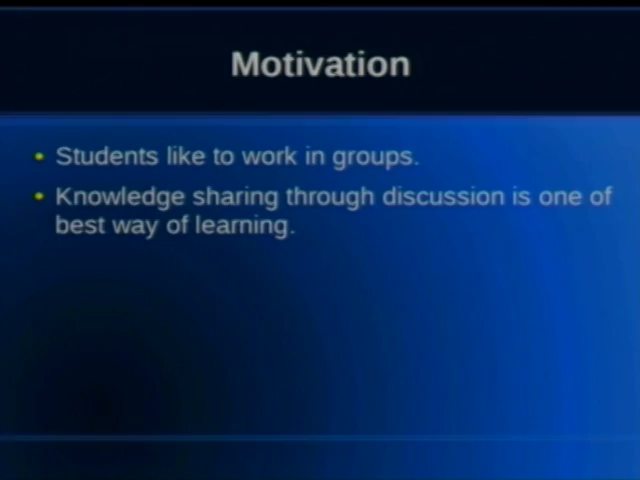 Motivation
• Students like to work in groups.
• Knowledge sharing through discussion is one of
best way of learning.